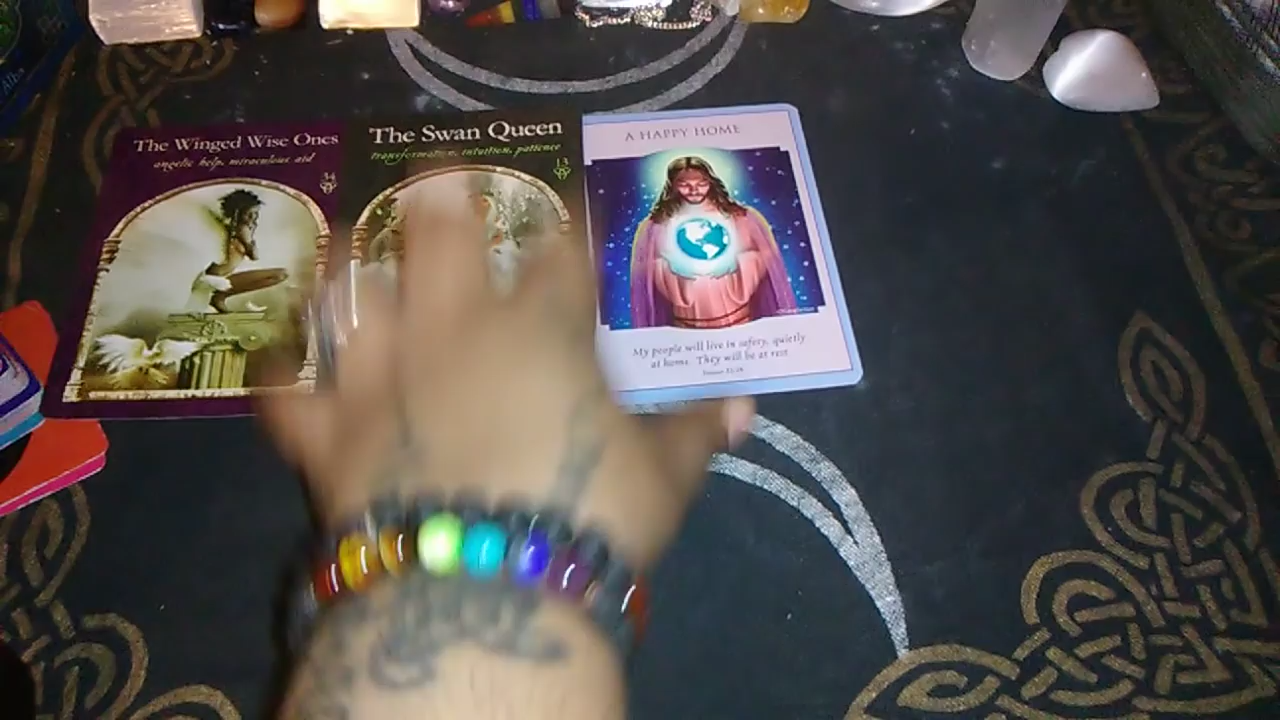 The Winged Wise Ones
angelic help, miraculous aid
34
The Swan Queen
transformation, intuition, patience
13
A HAPPY HOME
My people will live in safety, quietly
at home. They will be at rest